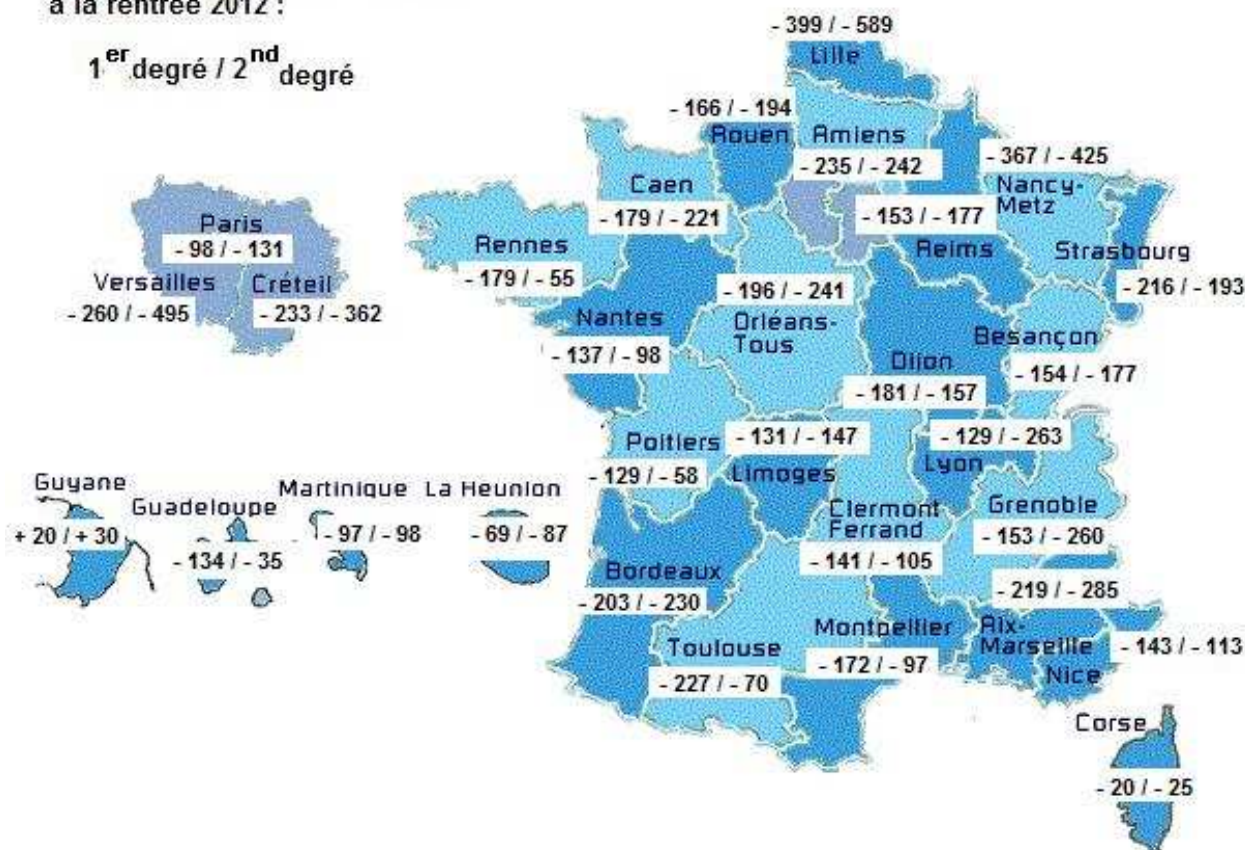 à la rentrée 2012 :
1er degré / 2nd degré
- 399 / - 589
Lille
- 166 / - 194
Rouen
Amiens
- 235 / - 242
- 367 / - 425
Nancy-
Metz
Caen
- 179 / - 221
- 153 / - 177
Reims
Strasbourg
- 216 / - 193
Paris
- 98 / - 131
Versailles
- 260 / - 495
Créteil
- 233 / - 362
Rennes
- 179 / - 55
Nantes
- 137 / - 98
- 196 / - 241
Orléans-
Tous
Besançon
- 154 / - 177
Dijon
- 181 / - 157
Poitiers
- 129 / - 58
- 131 / - 147
Limoges
- 129 / - 263
Lyon
Guyane
+ 20 / + 30
Guadeloupe
- 134 / - 35
Martinique
- 97 / - 98
La Heunion
- 69 / - 87
Clermont
Ferrand
- 141 / - 105
Grenoble
- 153 / - 260
Bordeaux
- 203 / - 230
- 219 / - 285
Aix-
Marseille
Toulouse
- 227 / - 70
Montpellier
- 172 / - 97
- 143 / - 113
Nice
Corse
- 20 / - 25